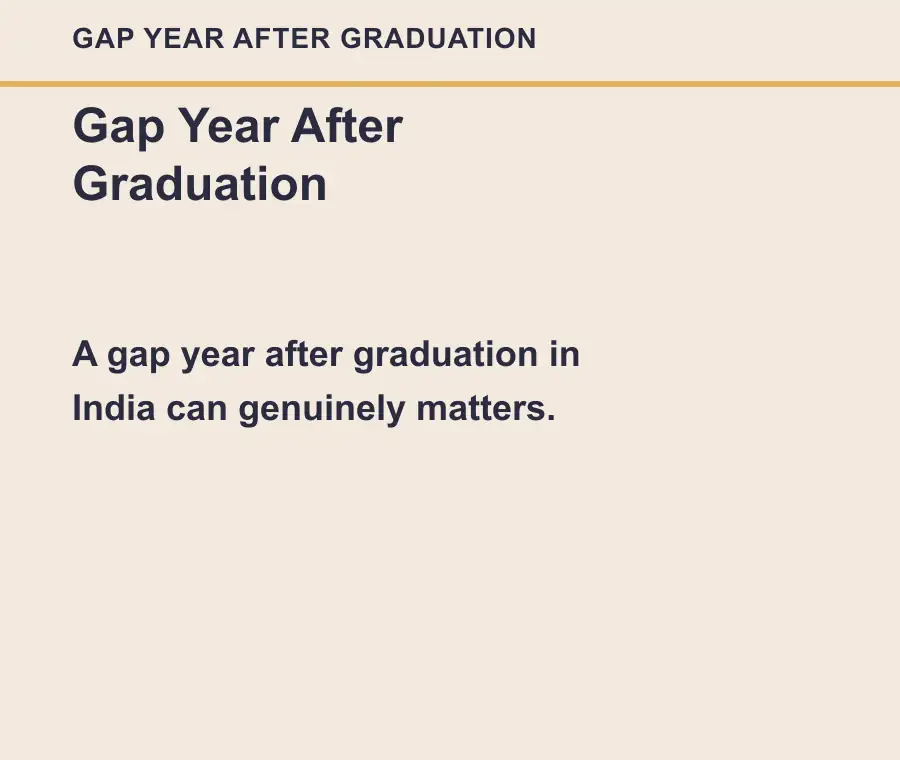 GAP YEAR AFTER GRADUATION
Gap Year After
Graduation
A gap year after graduation in
India can genuinely matters.